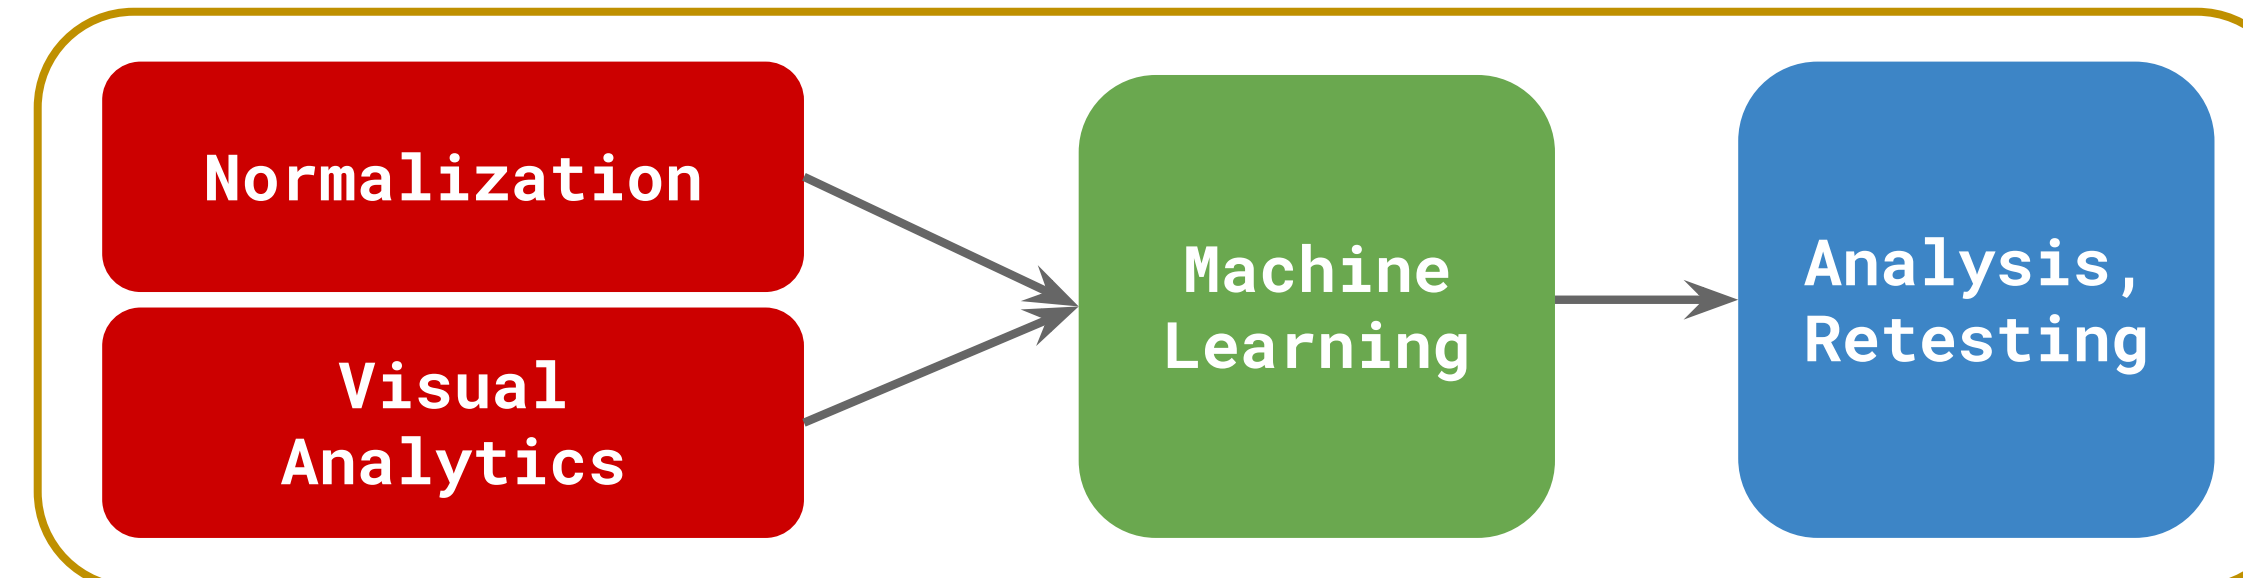 Normalization
Visual
Analytics
Machine
Learning
Analysis,
Retesting